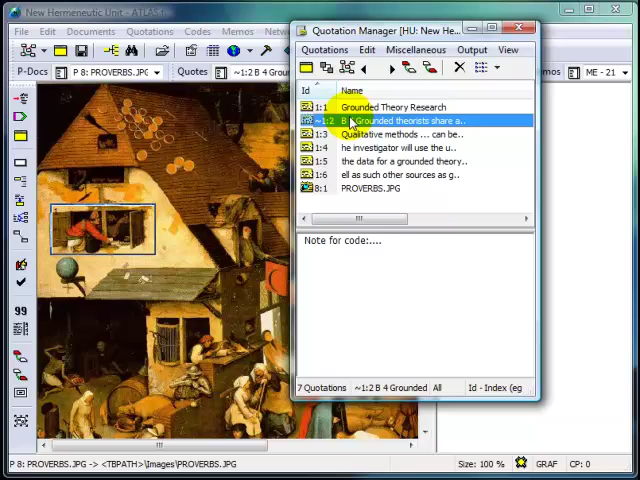 New Hermeneutic Unit - ATLAS.t
File Edit Documents Quotations Codes Memos Netw
P-Docs P 8: PROVERBS.JPG Quotes ~1:2 B 4 Ground
mos ME - 21
Quotation Manager [HU: New He...
Quotations Edit Miscellaneous Output View
Id Name
1:1 Grounded Theory Research
~1:2 B Grounded theorists share a..
1:3 Qualitative methods ... can be..
1:4 he investigator will use the u..
1:5 the data for a grounded theory..
1:6 ell as such other sources as g..
8:1 PROVERBS.JPG
Note for code:....
7 Quotations ~1:2 B 4 Grounded All Id - Index (eg
P 8: PROVERBS.JPG -> <TBPATH>\Images\PROVERBS.JPG Size: 100 % GRAF CP: 0